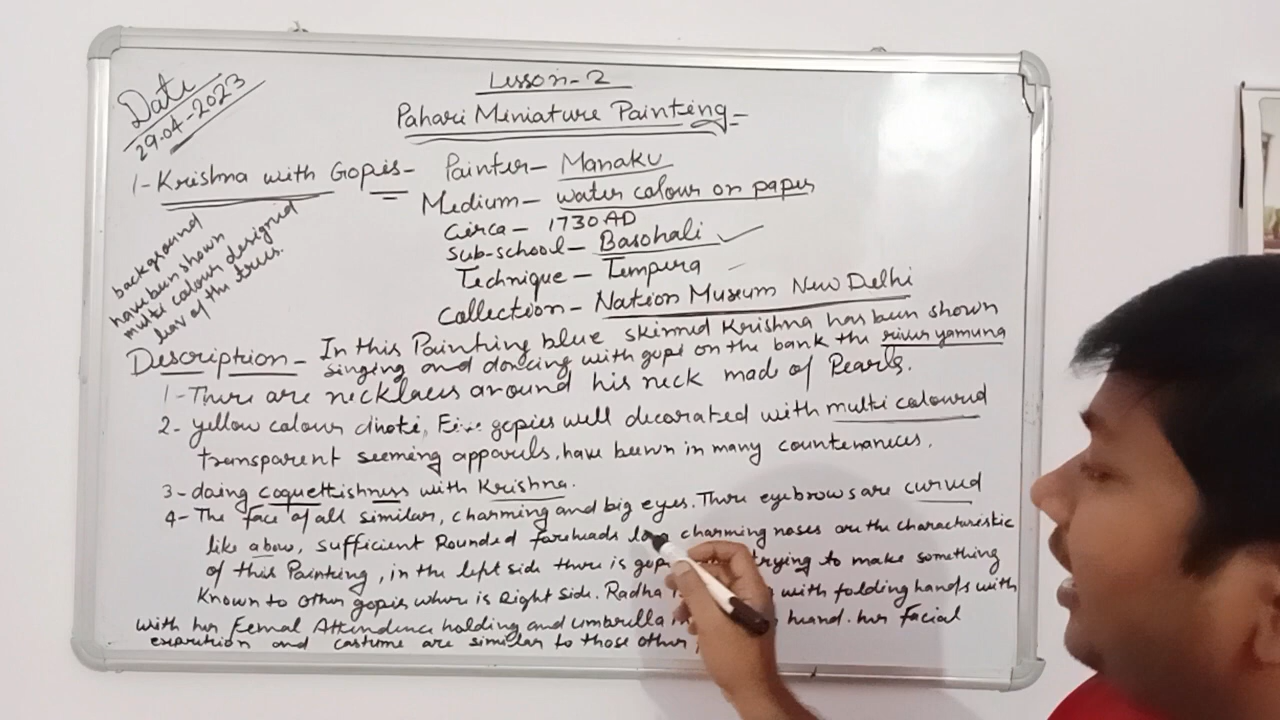 Date
29-04-2023
Lesson-2
Pahari Miniature Painting-
1-Krishna with Gopis- Painter- Manaku
Medium- water colour on paper
Circa- 1730 AD
Sub-school- Basohali
Technique- Tempura
Collection- Nation Museum New Delhi
background
have been shown
multi colour designed
leav of the trees.
Description- In this Painting blue skinned Krishna has been shown
singing and dancing with gopi on the bank the river yamuna
1-There are necklaces around his neck made of Pearls.
2- yellow colour dhoti, Five gopies well decorated with multi coloured
transparent seeming apparels, have in many countenances.
3-doing coquettishness with Krishna.
4- The face of all similar, charming and big eyes. There eyebrows are curved
like a bow, sufficient Rounded foreheads charming noses are the characteristic
of this Painting, in the left side there is trying to make something
known to other gopies where is Right side. Radha with folding hands with
with her Femal Attendence holding and umbrella hand. her facial
and costume are similar to those other